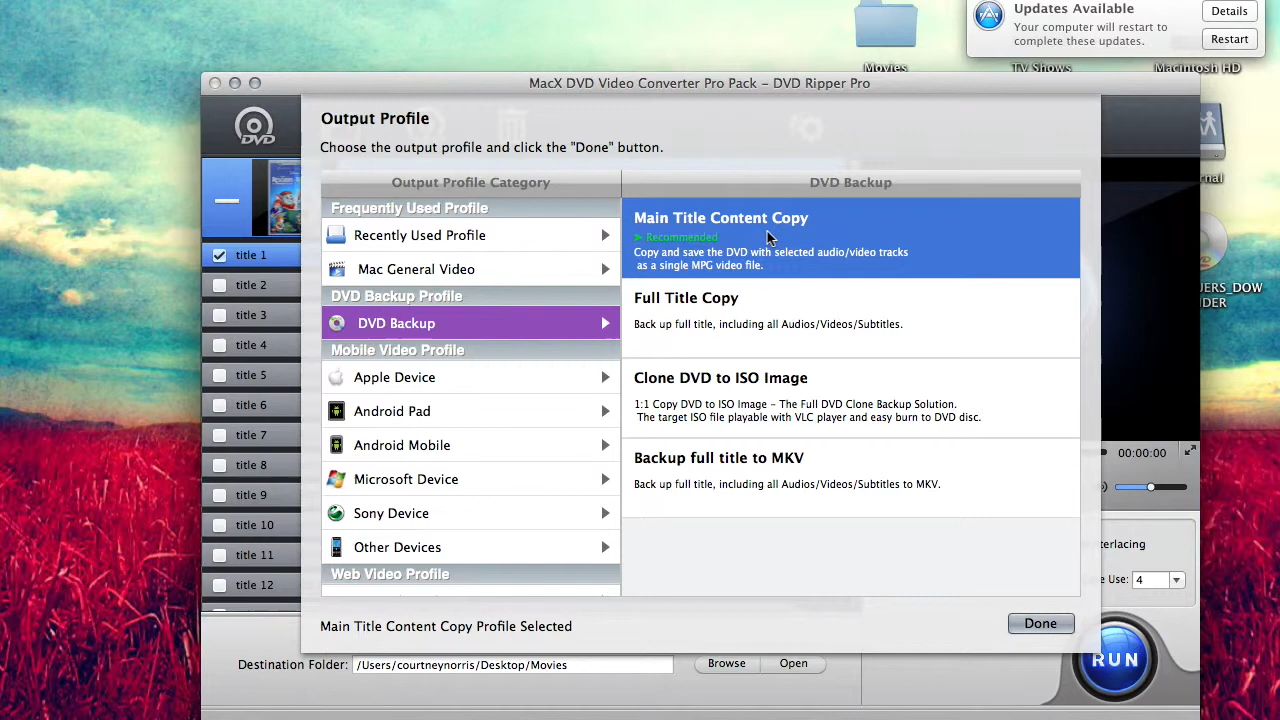 Updates Available
Your computer will restart to complete these updates.
Details
Restart
Movies
TV Shows
Macintosh HD
MacX DVD Video Converter Pro Pack – DVD Ripper Pro
DVD
Output Profile
Choose the output profile and click the "Done" button.
Output Profile Category
DVD Backup
Frequently Used Profile
Recently Used Profile
Mac General Video
DVD Backup Profile
DVD Backup
Mobile Video Profile
Apple Device
Android Pad
Android Mobile
Microsoft Device
Sony Device
Other Devices
Web Video Profile
Main Title Content Copy
➢ Recommended
Copy and save the DVD with selected audio/video tracks
as a single MPG video file.
Full Title Copy
Back up full title, including all Audios/Videos/Subtitles.
Clone DVD to ISO Image
1:1 Copy DVD to ISO Image – The Full DVD Clone Backup Solution.
The target ISO file playable with VLC player and easy burn to DVD disc.
Backup full title to MKV
Back up full title, including all Audios/Videos/Subtitles to MKV.
Main Title Content Copy Profile Selected
Done
title 1
title 2
title 3
title 4
title 5
title 6
title 7
title 8
title 9
title 10
title 11
title 12
nal
UERS_DOW
IDER
00:00:00
terlacing
e Use: 4
Destination Folder: /Users/courtneynorris/Desktop/Movies
Browse
Open
RUN